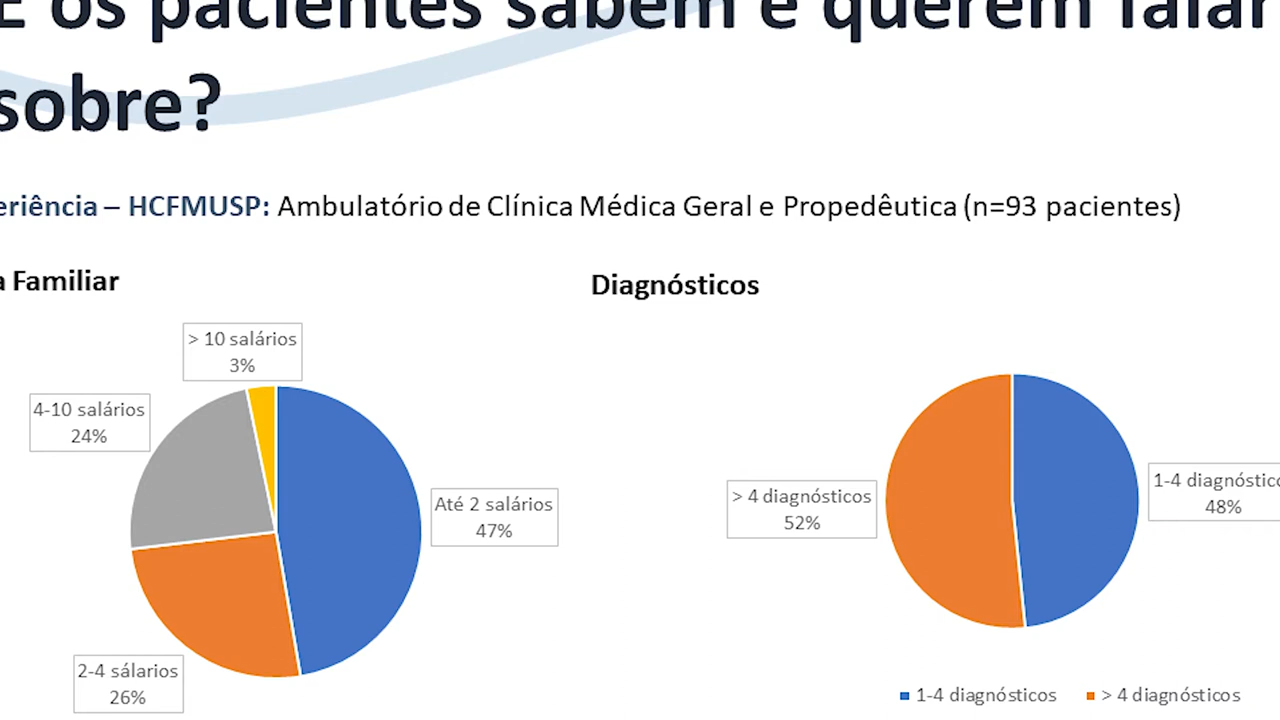 E os pacientes sabem e querem falar
sobre?
eriência – HCFMUSP: Ambulatório de Clínica Médica Geral e Propedêutica (n=93 pacientes)
a Familiar
Diagnósticos
> 10 salários
3%
4-10 salários
24%
Até 2 salários
47%
2-4 sálarios
26%
> 4 diagnósticos
52%
1-4 diagnóstico
48%
1-4 diagnósticos
> 4 diagnósticos